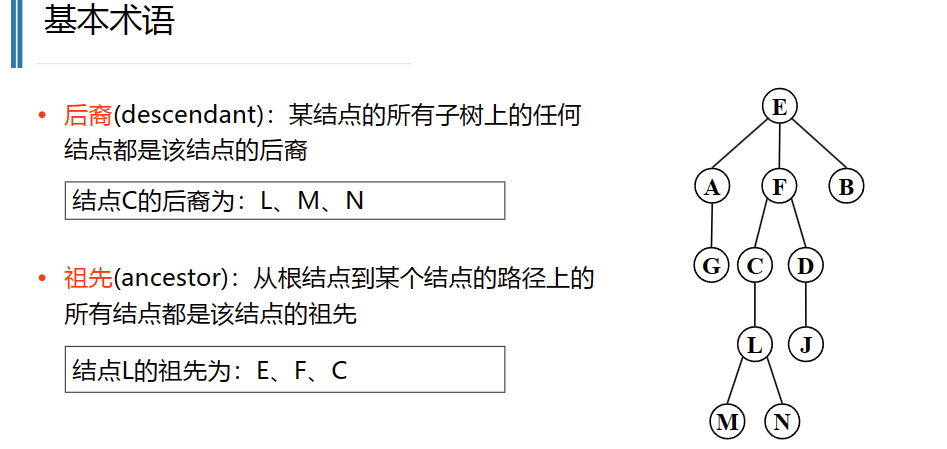 基本术语
• 后裔(descendant)：某结点的所有子树上的任何
结点都是该结点的后裔
结点C的后裔为：L、M、N
• 祖先(ancestor)：从根结点到某个结点的路径上的
所有结点都是该结点的祖先
结点L的祖先为：E、F、C
E
A F B
G C D
L J
M N